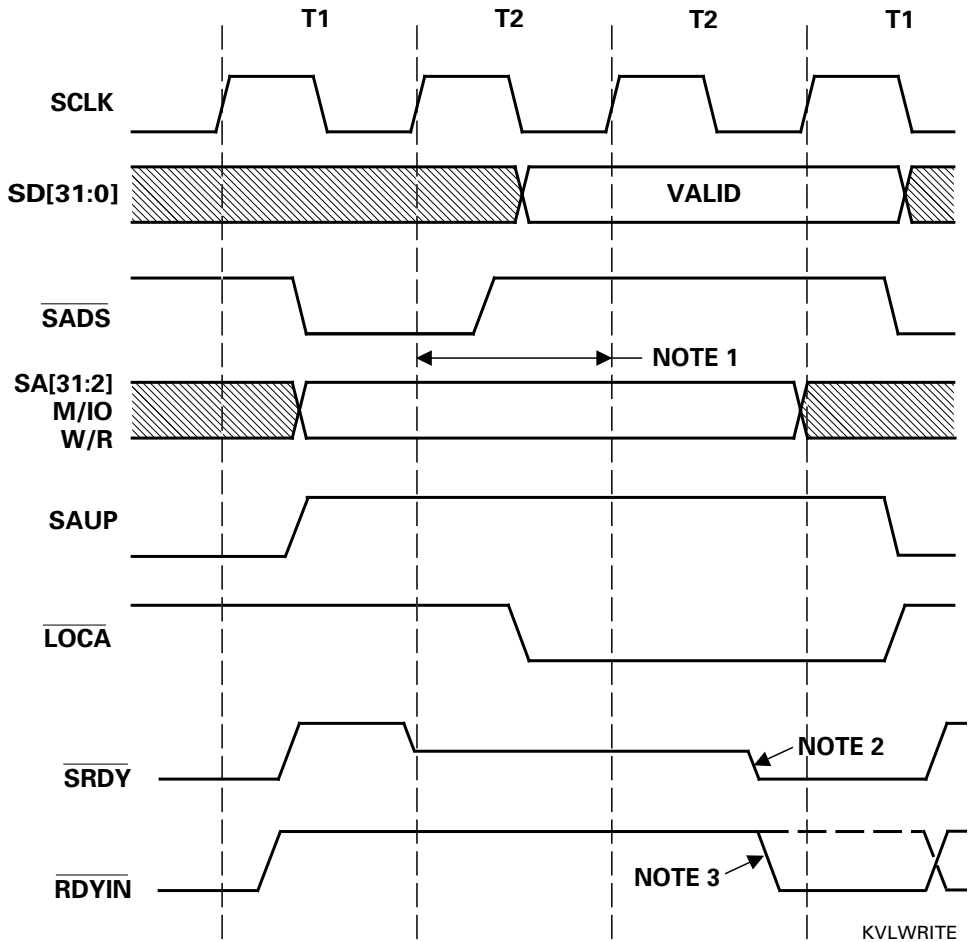 T1 T2 T2 T1
SCLK
SD[31:0] VALID
SADS
NOTE 1
SA[31:2]
M/IO
W/R
SAUP
LOCA
NOTE 2
SRDY
NOTE 3
RDYIN
KVLWRITE